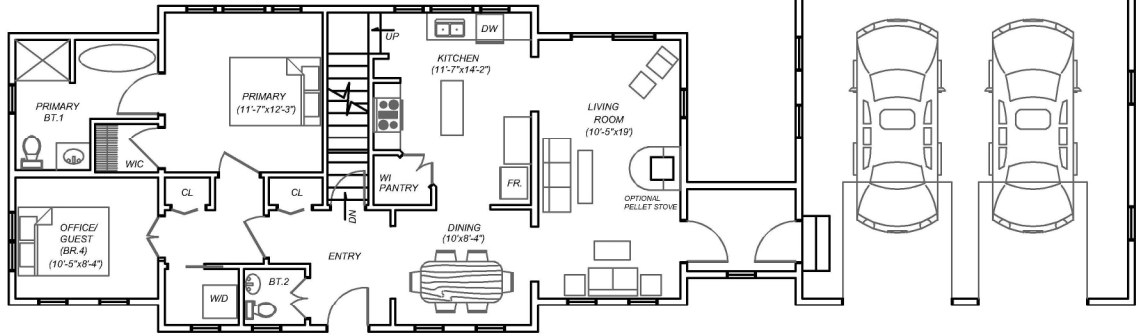 PRIMARY
BT.1
WIC
PRIMARY
(11'-7"x12'-3")
UP
KITCHEN
(11'-7"x14'-2")
DW
LIVING
ROOM
(10'-5"x19')
WI
PANTRY
FR.
OPTIONAL
PELLET STOVE
CL
CL
DN
OFFICE/
GUEST
(BR.4)
(10'-5"x8'-4")
ENTRY
DINING
(10'x8'-4")
W/D
BT.2